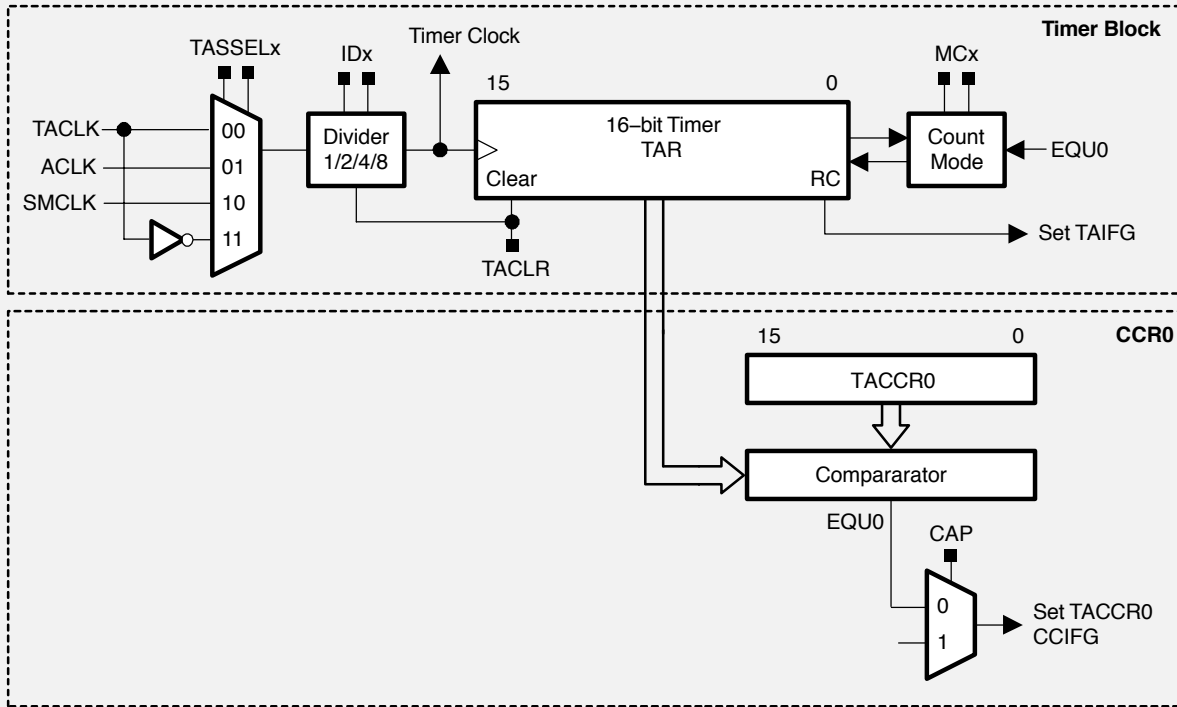 Timer Block
Timer Clock
TASSELx
IDx
MCx
15
0
TACLK
00
Divider
1/2/4/8
16−bit Timer
TAR
Count
Mode
EQU0
ACLK
01
SMCLK
10
11
Clear
RC
Set TAIFG
TACLR
CCR0
15
0
TACCR0
Compararator
EQU0
CAP
0
1
Set TACCR0
CCIFG